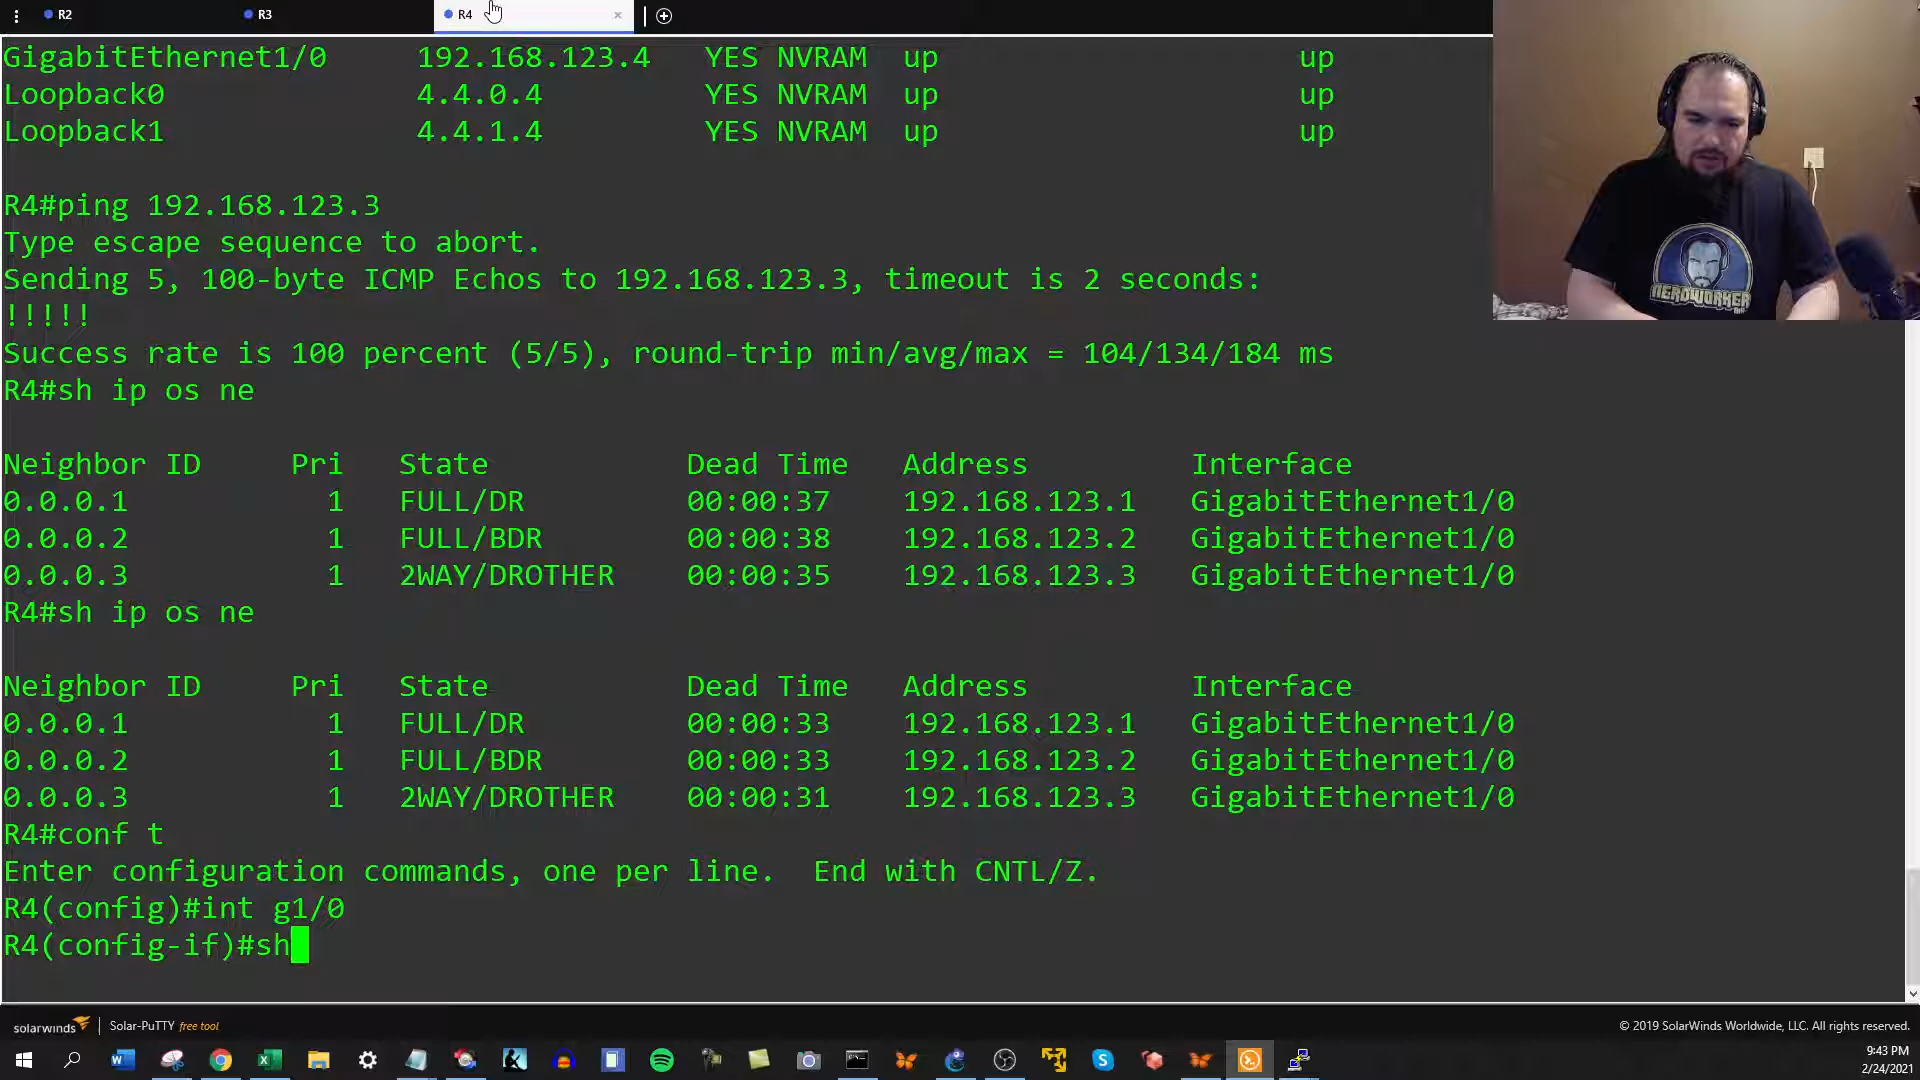 R2 R3 R4
GigabitEthernet1/0 192.168.123.4 YES NVRAM up up
Loopback0 4.4.0.4 YES NVRAM up up
Loopback1 4.4.1.4 YES NVRAM up up
R4#ping 192.168.123.3
Type escape sequence to abort.
Sending 5, 100-byte ICMP Echos to 192.168.123.3, timeout is 2 seconds:
!!!!!
Success rate is 100 percent (5/5), round-trip min/avg/max = 104/134/184 ms
R4#sh ip os ne
Neighbor ID Pri State Dead Time Address Interface
0.0.0.1 1 FULL/DR 00:00:37 192.168.123.1 GigabitEthernet1/0
0.0.0.2 1 FULL/BDR 00:00:38 192.168.123.2 GigabitEthernet1/0
0.0.0.3 1 2WAY/DROTHER 00:00:35 192.168.123.3 GigabitEthernet1/0
R4#sh ip os ne
Neighbor ID Pri State Dead Time Address Interface
0.0.0.1 1 FULL/DR 00:00:33 192.168.123.1 GigabitEthernet1/0
0.0.0.2 1 FULL/BDR 00:00:33 192.168.123.2 GigabitEthernet1/0
0.0.0.3 1 2WAY/DROTHER 00:00:31 192.168.123.3 GigabitEthernet1/0
R4#conf t
Enter configuration commands, one per line. End with CNTL/Z.
R4(config)#int g1/0
R4(config-if)#sh
NERDWORKER
solarwinds Solar-PuTTY free tool © 2019 SolarWinds Worldwide, LLC. All rights reserved.
9:43 PM
2/24/2021